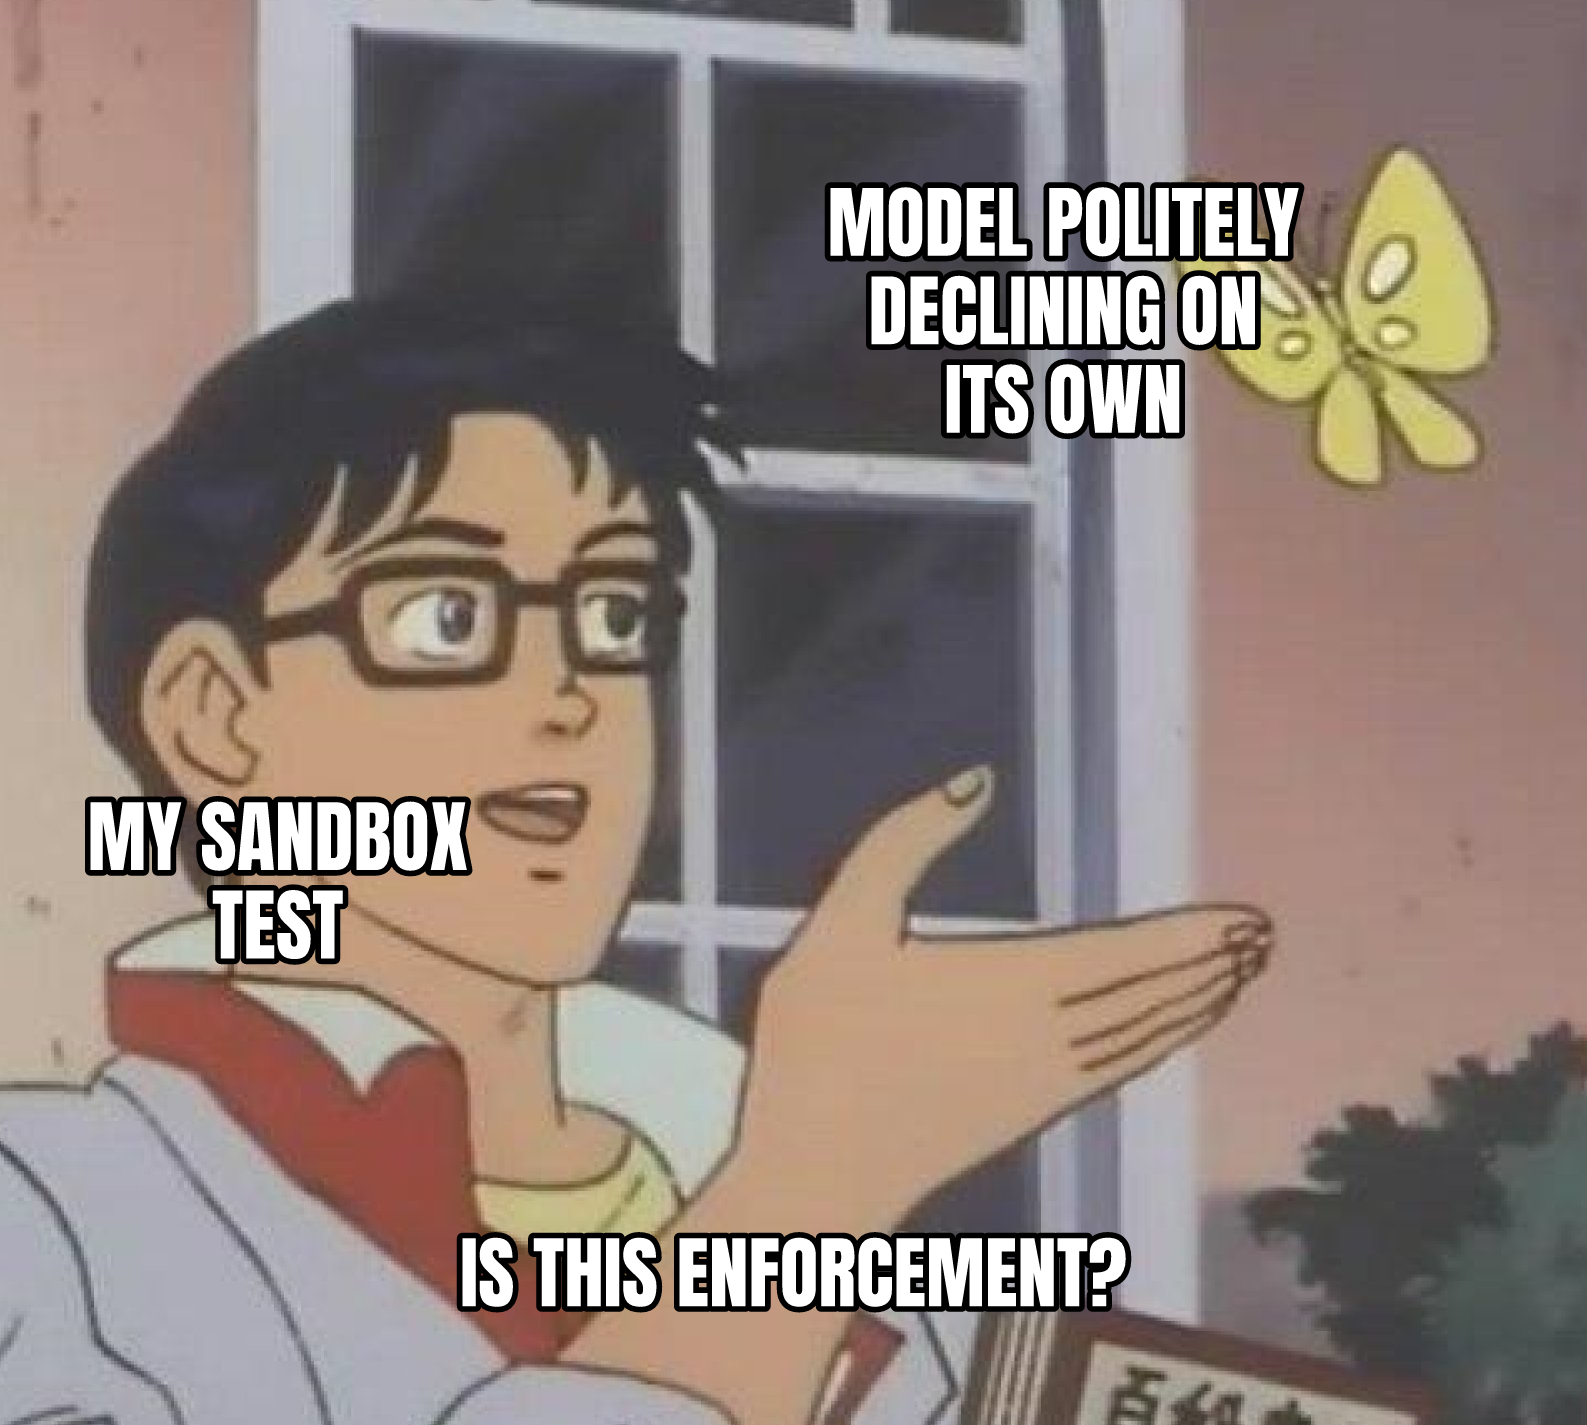 MODEL POLITELY
DECLINING ON
ITS OWN
MY SANDBOX
TEST
IS THIS ENFORCEMENT?